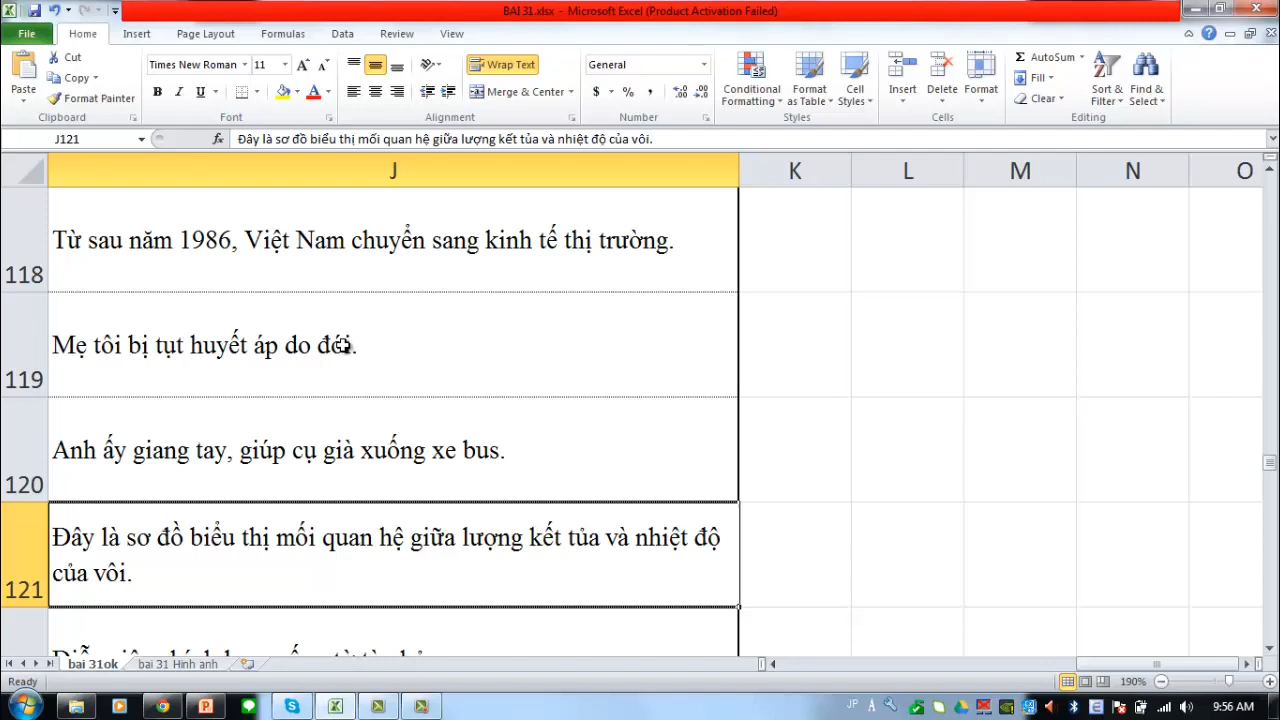 BAI 31.xlsx - Microsoft Excel (Product Activation Failed)
File Home Insert Page Layout Formulas Data Review View
Paste Cut Copy Format Painter Clipboard
Times New Roman 11 B I U A A A Font
Wrap Text Merge & Center Alignment
General $ % , Number
Conditional Formatting Format as Table Cell Styles Styles
Insert Delete Format Cells
Σ AutoSum Fill Clear Sort & Filter Find & Select Editing
J121 fx Đây là sơ đồ biểu thị mối quan hệ giữa lượng kết tủa và nhiệt độ của vôi.
J K L M N O
118 Từ sau năm 1986, Việt Nam chuyển sang kinh tế thị trường.
119 Mẹ tôi bị tụt huyết áp do đói.
120 Anh ấy giang tay, giúp cụ già xuống xe bus.
121 Đây là sơ đồ biểu thị mối quan hệ giữa lượng kết tủa và nhiệt độ
của vôi.
bai 31ok bai 31 Hinh anh
Ready 190%
JP A 9:56 AM